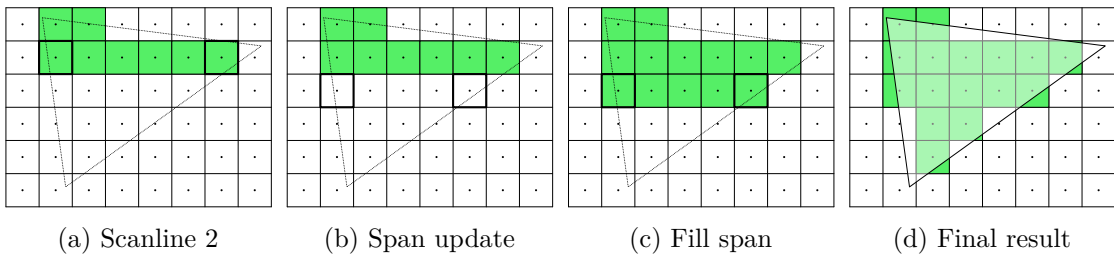 (a) Scanline 2
(b) Span update
(c) Fill span
(d) Final result